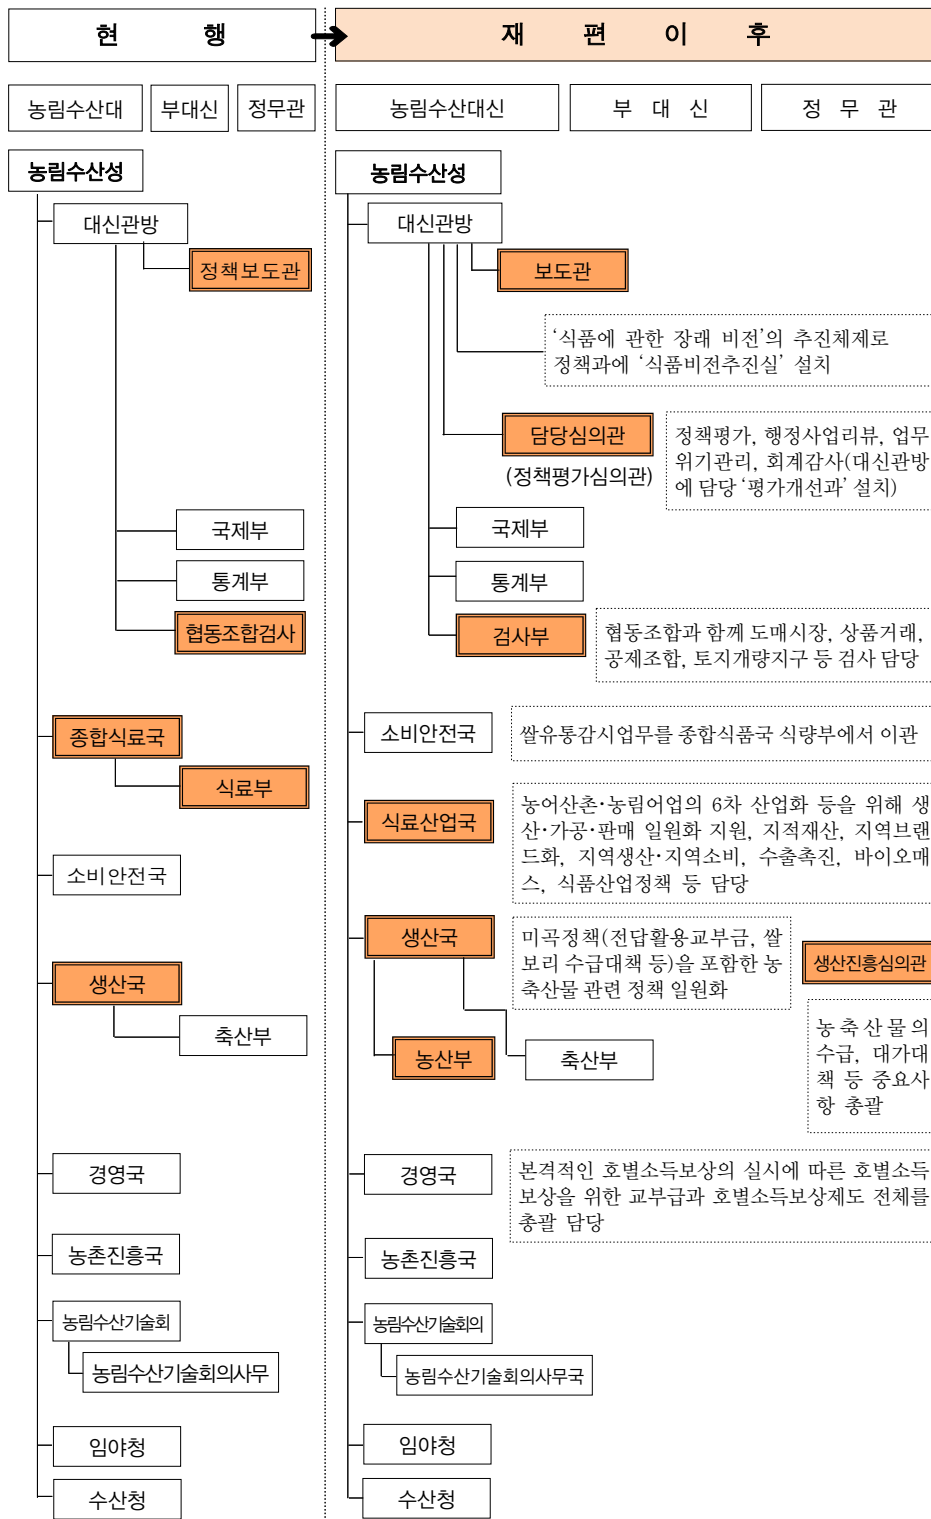 현 행
농림수산대
부대신
정무관
농림수산성
대신관방
정책보도관
국제부
통계부
협동조합검사
종합식료국
식료부
소비안전국
생산국
축산부
경영국
농촌진흥국
농림수산기술회
농림수산기술회의사무
임야청
수산청
재 편 이 후
농림수산대신
부 대 신
정 무 관
농림수산성
대신관방
보도관
‘식품에 관한 장래 비전’의 추진체제로
정책과에 ‘식품비전추진실’ 설치
담당심의관
(정책평가심의관)
정책평가, 행정사업리뷰, 업무
위기관리, 회계감사(대신관방
에 담당 ‘평가개선과’ 설치)
국제부
통계부
검사부
협동조합과 함께 도매시장, 상품거래,
공제조합, 토지개량지구 등 검사 담당
소비안전국
쌀유통감시업무를 종합식품국 식량부에서 이관
식료산업국
농어산촌·농림어업의 6차 산업화 등을 위해 생
산·가공·판매 일원화 지원, 지적재산, 지역브랜
드화, 지역생산·지역소비, 수출촉진, 바이오매
스, 식품산업정책 등 담당
생산국
미곡정책(전답활용교부금, 쌀
보리 수급대책 등)을 포함한 농
축산물 관련 정책 일원화
생산진흥심의관
농축산물의
수급, 대가대
책 등 중요사
항 총괄
농산부
축산부
경영국
본격적인 호별소득보상의 실시에 따른 호별소득
보상을 위한 교부급과 호별소득보상제도 전체를
총괄 담당
농촌진흥국
농림수산기술회의
농림수산기술회의사무국
임야청
수산청